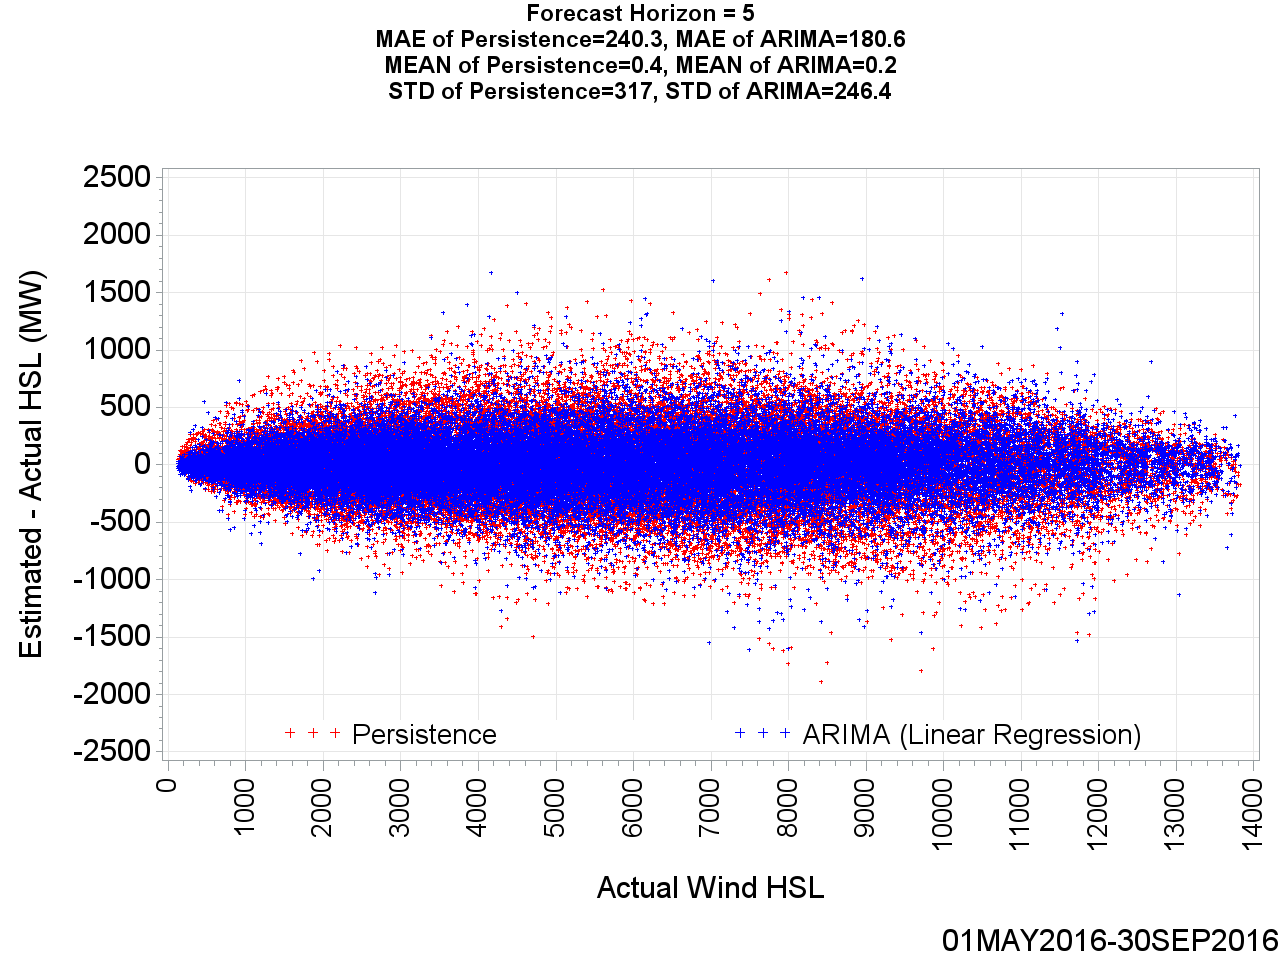 Forecast Horizon = 5
MAE of Persistence=240.3, MAE of ARIMA=180.6
MEAN of Persistence=0.4, MEAN of ARIMA=0.2
STD of Persistence=317, STD of ARIMA=246.4
Estimated - Actual HSL (MW)
2500
2000
1500
1000
500
0
-500
-1000
-1500
-2000
-2500
Persistence
ARIMA (Linear Regression)
0 1000 2000 3000 4000 5000 6000 7000 8000 9000 10000 11000 12000 13000 14000
Actual Wind HSL
01MAY2016-30SEP2016